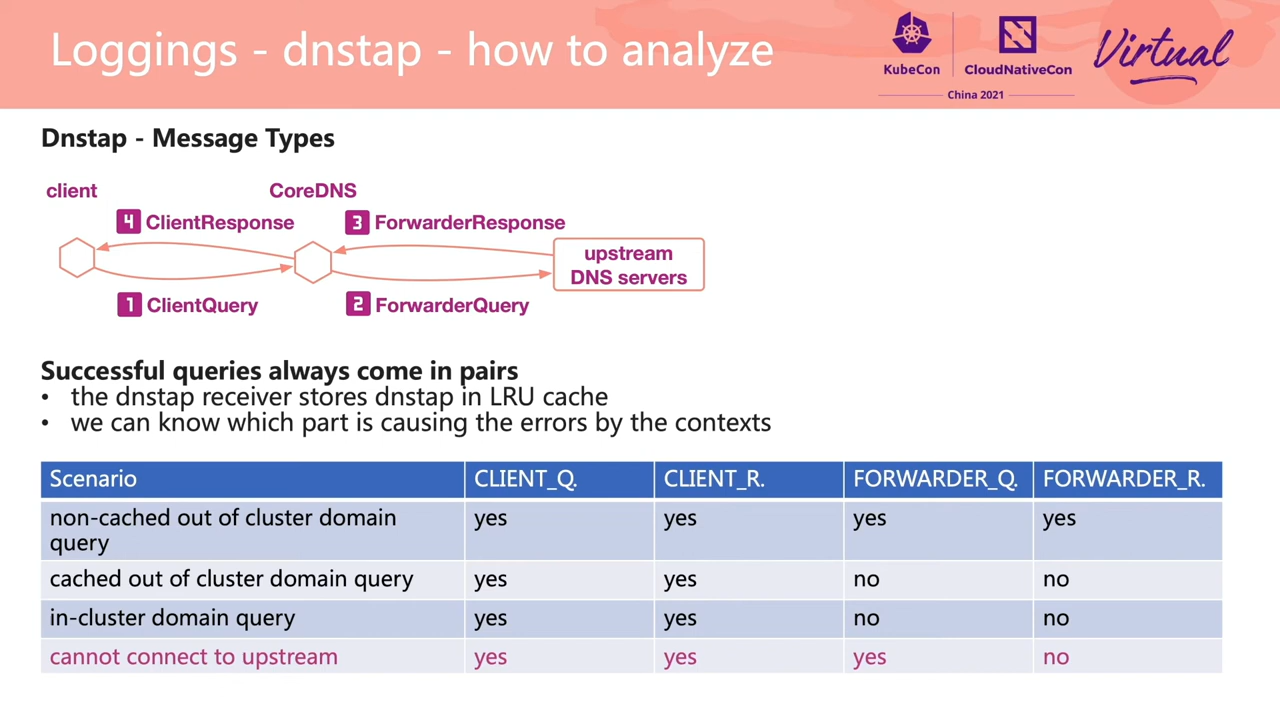 Loggings - dnstap - how to analyze
KubeCon
CloudNativeCon
Virtual
China 2021
Dnstap - Message Types
client
CoreDNS
4 ClientResponse
3 ForwarderResponse
upstream
DNS servers
1 ClientQuery
2 ForwarderQuery
Successful queries always come in pairs
• the dnstap receiver stores dnstap in LRU cache
• we can know which part is causing the errors by the contexts
Scenario CLIENT_Q. CLIENT_R. FORWARDER_Q. FORWARDER_R.
non-cached out of cluster domain yes yes yes yes
query
cached out of cluster domain query yes yes no no
in-cluster domain query yes yes no no
cannot connect to upstream yes yes yes no